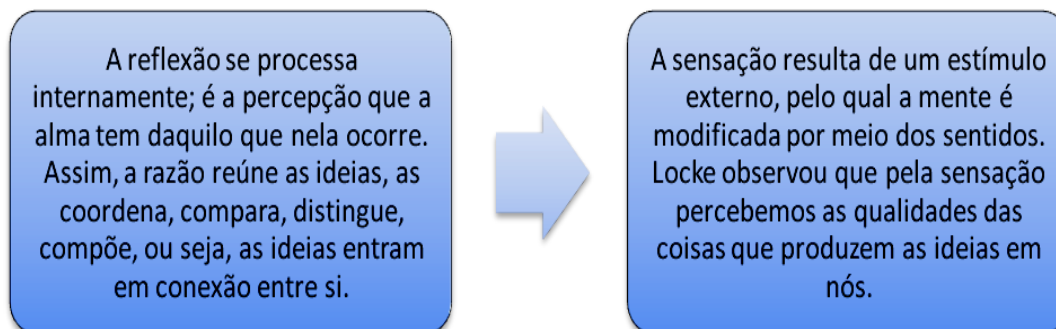 A reflexão se processa
internamente; é a percepção que a
alma tem daquilo que nela ocorre.
Assim, a razão reúne as ideias, as
coordena, compara, distingue,
compõe, ou seja, as ideias entram
em conexão entre si.
A sensação resulta de um estímulo
externo, pelo qual a mente é
modificada por meio dos sentidos.
Locke observou que pela sensação
percebemos as qualidades das
coisas que produzem as ideias em
nós.